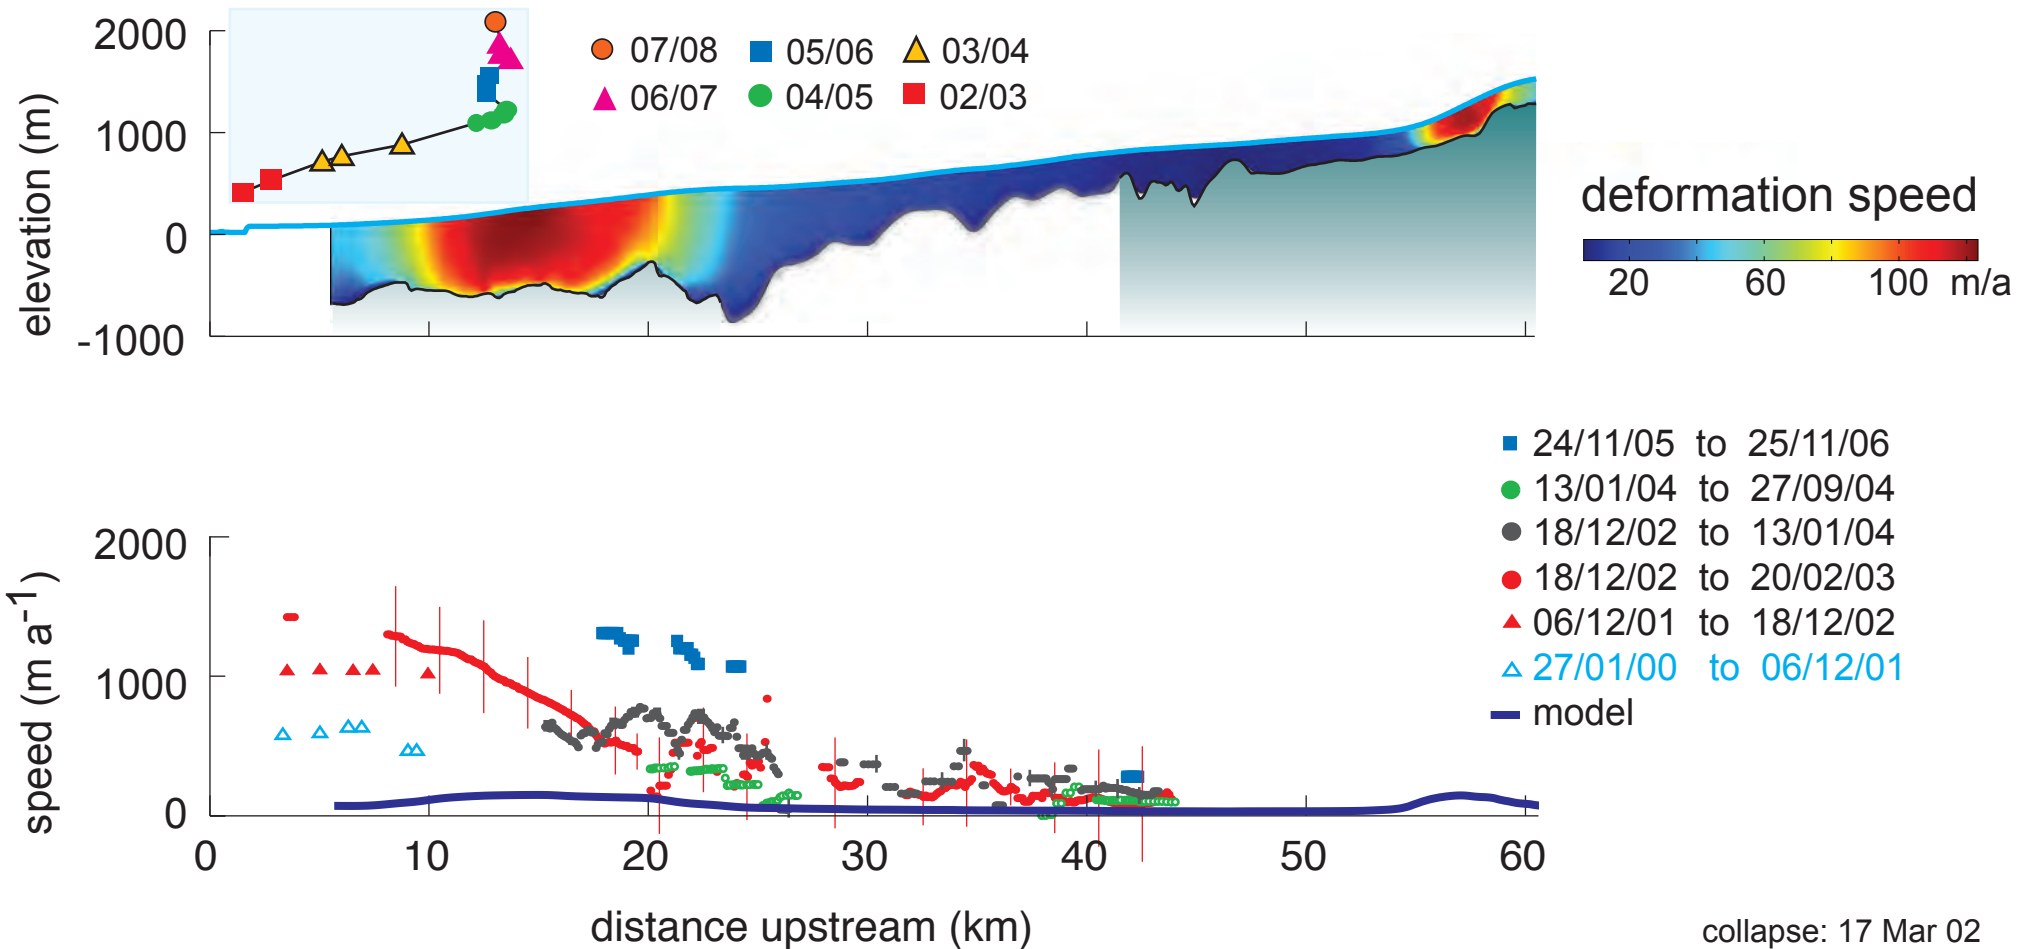 2000
1000
0
-1000
elevation (m)
07/08
05/06
03/04
06/07
04/05
02/03
deformation speed
20
60
100
m/a
24/11/05 to 25/11/06
13/01/04 to 27/09/04
18/12/02 to 13/01/04
18/12/02 to 20/02/03
06/12/01 to 18/12/02
27/01/00 to 06/12/01
model
2000
1000
0
speed (m a⁻¹)
0
10
20
30
40
50
60
distance upstream (km)
collapse: 17 Mar 02